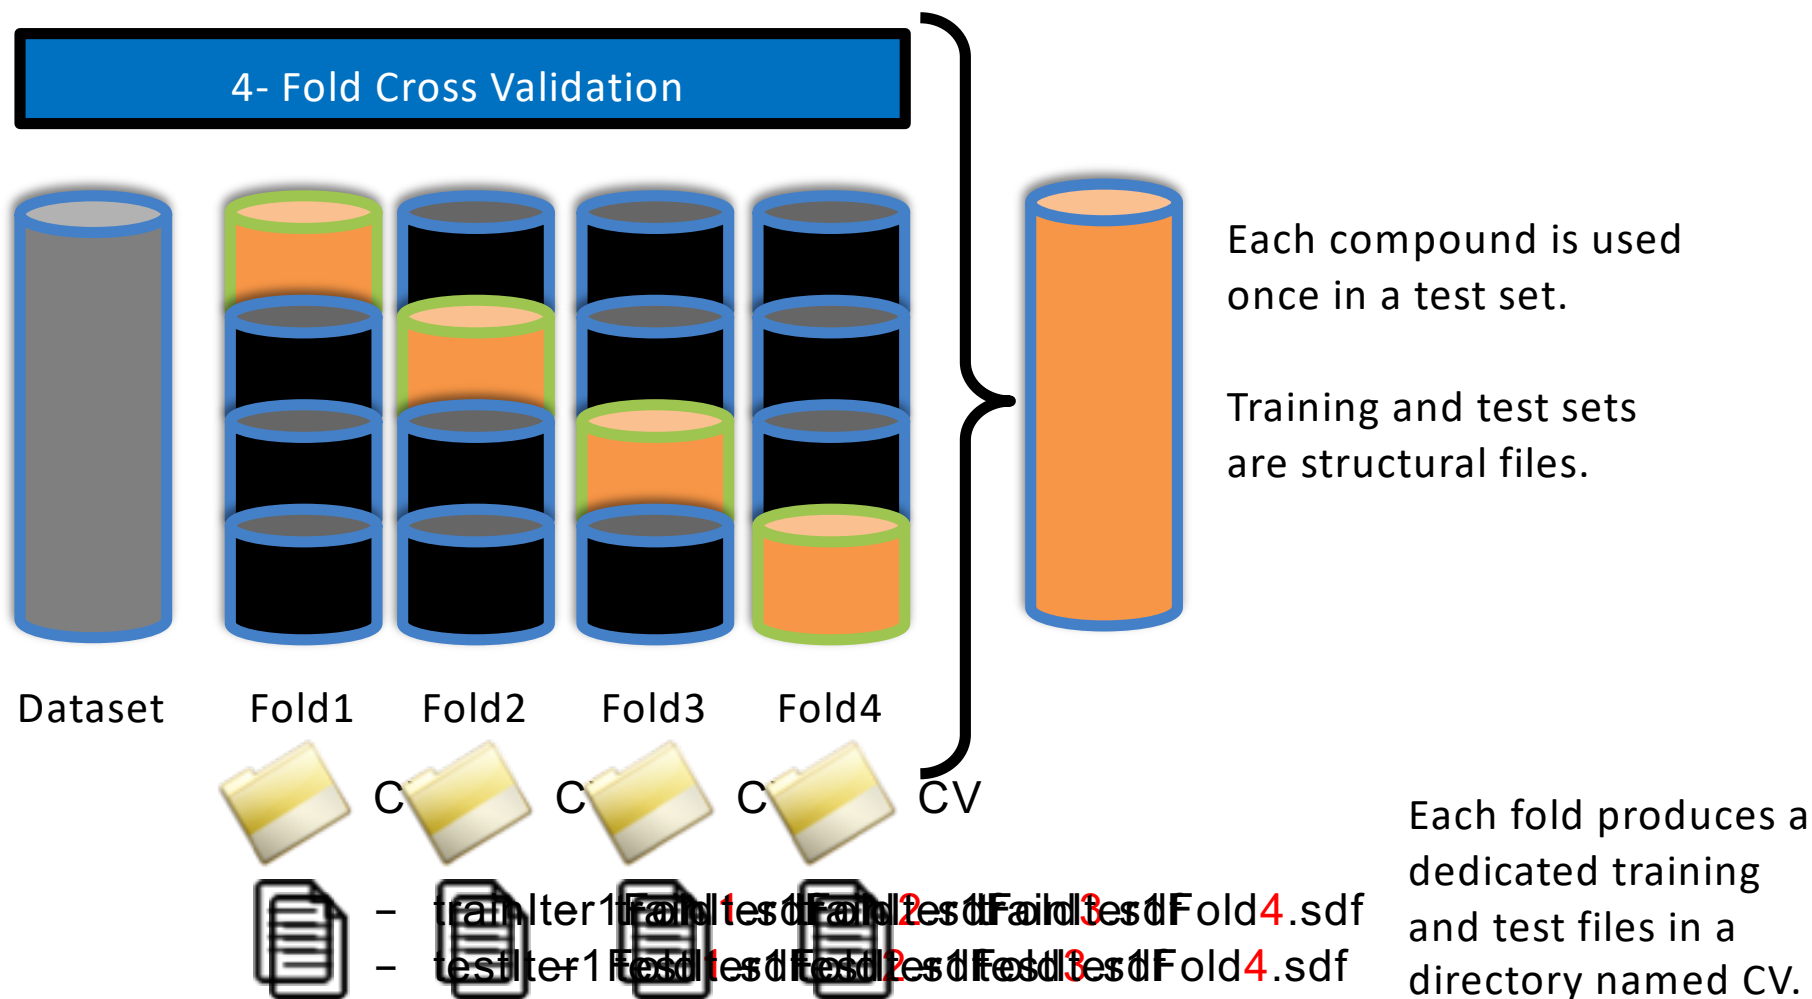 4- Fold Cross Validation
Each compound is used
once in a test set.
Training and test sets
are structural files.
Dataset Fold1 Fold2 Fold3 Fold4
CV
Each fold produces a
dedicated training
and test files in a
directory named CV.
– trainIter1Fold4.sdf
– testIter1Fold4.sdf